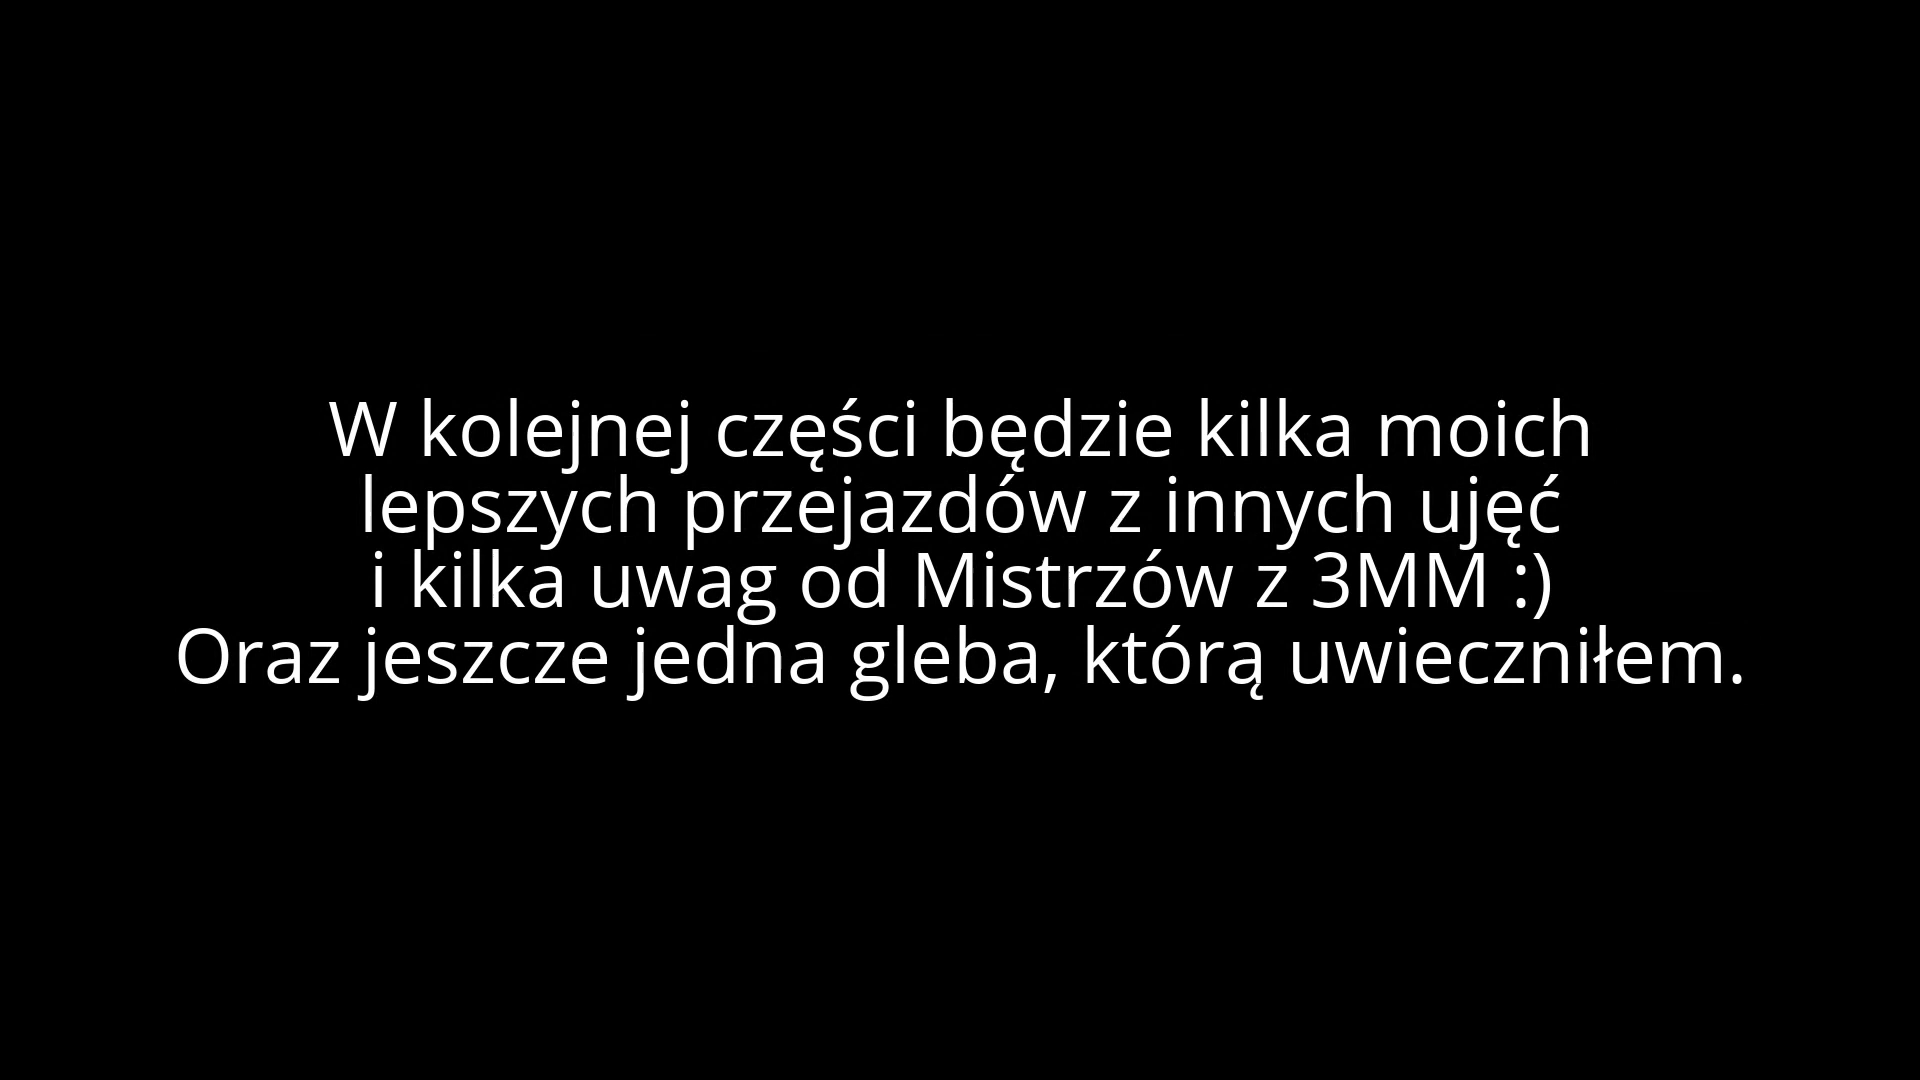 W kolejnej części będzie kilka moich
lepszych przejazdów z innych ujęć
i kilka uwag od Mistrzów z 3MM :)
Oraz jeszcze jedna gleba, którą uwieczniłem.